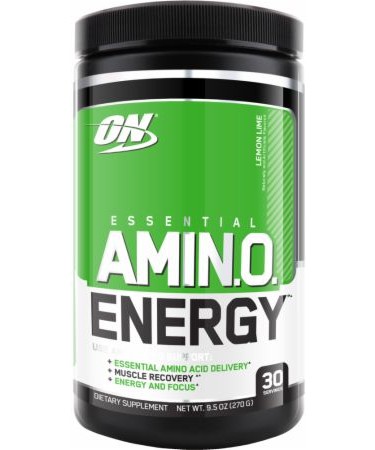 ON
LEMON LIME
ESSENTIAL
AMIN.O.
ENERGY
+ ESSENTIAL AMINO ACID DELIVERY*
+ MUSCLE RECOVERY
+ ENERGY AND FOCUS*
30
SERVINGS
DIETARY SUPPLEMENT NET WT. 9.5 OZ (270 G)